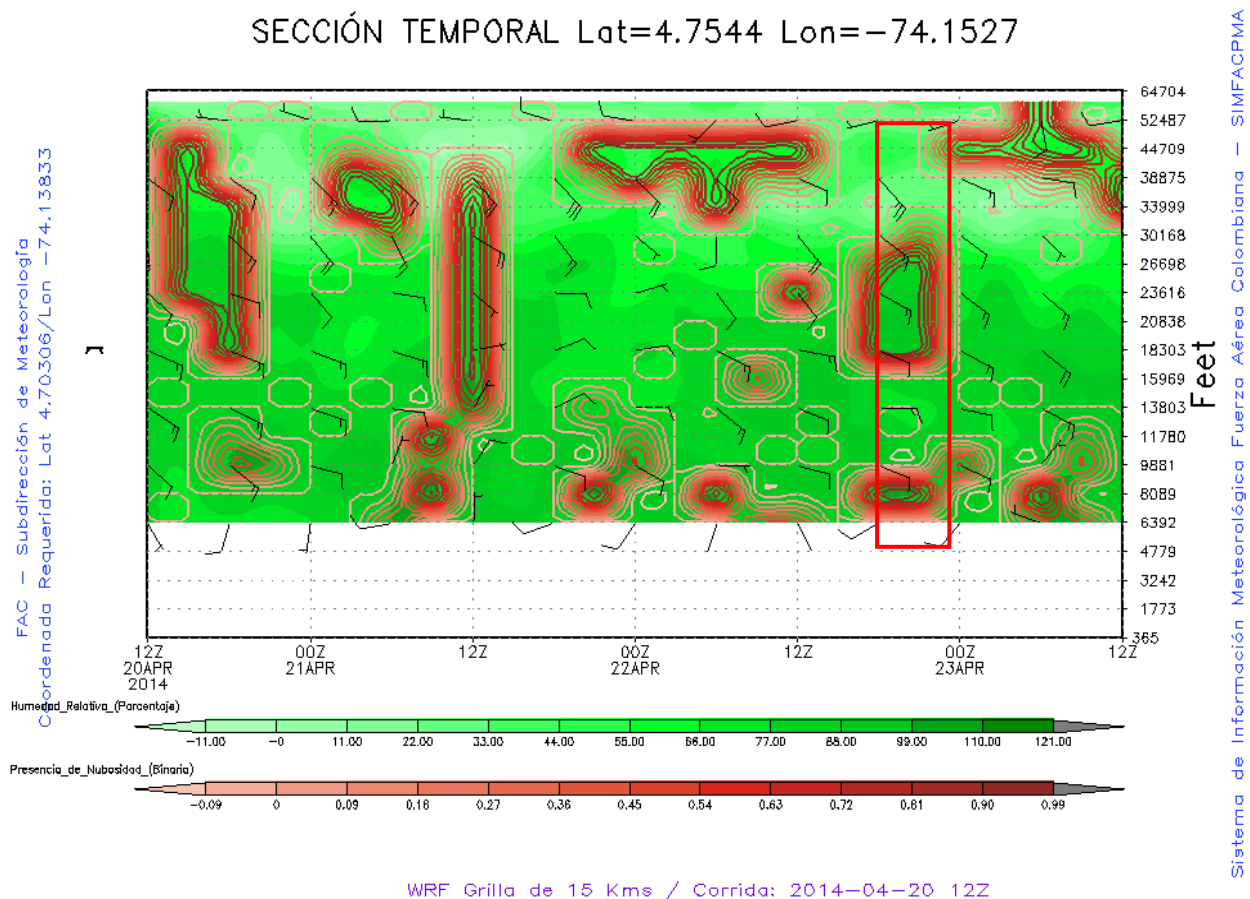 SECCIÓN TEMPORAL Lat=4.7544 Lon=−74.1527
FAC − Subdirección de Meteorología
Coordenada Requerida: Lat 4.70306/Lon −74.13833
64704
52487
44709
38875
33999
30168
26698
23616
20838
18303
15969
13803
11780
9881
8089
6392
4779
3242
1773
365
Feet
Sistema de Información Meteorológica Fuerza Aérea Colombiana − SIMFACPMA
12Z 00Z 12Z 00Z 12Z 00Z 12Z
20APR 21APR 22APR 23APR
2014
Humedad_Relativa_(Porcentaje)
−11.00 −0 11.00 22.00 33.00 44.00 55.00 66.00 77.00 88.00 99.00 110.00 121.00
Presencia_de_Nubosidad_(Binaria)
−0.09 0 0.09 0.18 0.27 0.36 0.45 0.54 0.63 0.72 0.81 0.90 0.99
WRF Grilla de 15 Kms / Corrida: 2014−04−20 12Z